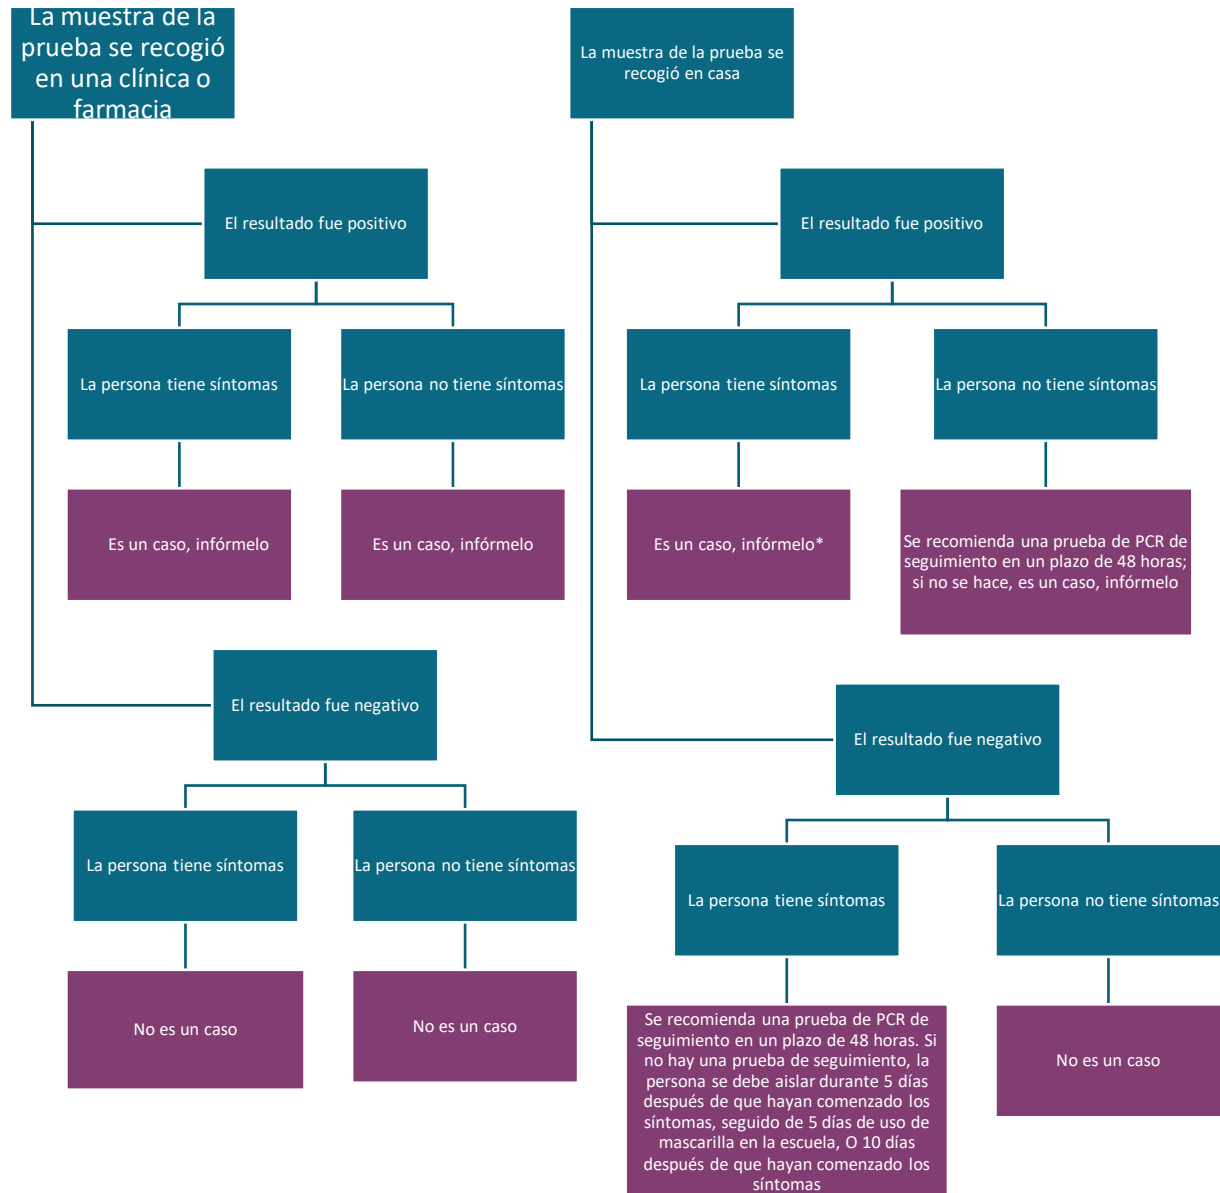 La muestra de la
prueba se recogió
en una clínica o
farmacia
El resultado fue positivo
La persona tiene síntomas
La persona no tiene síntomas
Es un caso, infórmelo
Es un caso, infórmelo
El resultado fue negativo
La persona tiene síntomas
La persona no tiene síntomas
No es un caso
No es un caso
La muestra de la prueba se
recogió en casa
El resultado fue positivo
La persona tiene síntomas
La persona no tiene síntomas
Es un caso, infórmelo*
Se recomienda una prueba de PCR de
seguimiento en un plazo de 48 horas;
si no se hace, es un caso, infórmelo
El resultado fue negativo
La persona tiene síntomas
La persona no tiene síntomas
Se recomienda una prueba de PCR de
seguimiento en un plazo de 48 horas. Si
no hay una prueba de seguimiento, la
persona se debe aislar durante 5 días
después de que hayan comenzado los
síntomas, seguido de 5 días de uso de
mascarilla en la escuela, O 10 días
después de que hayan comenzado los
síntomas
No es un caso